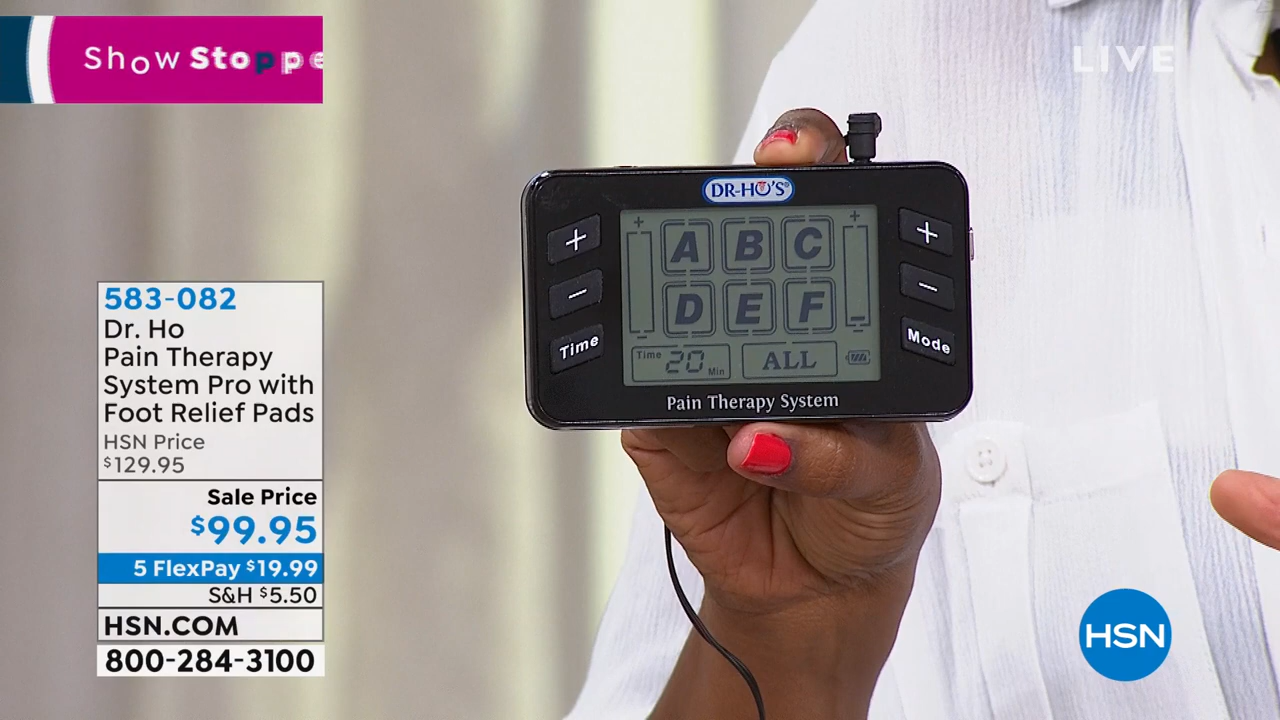 Show Stoppe
LIVE
583-082
Dr. Ho
Pain Therapy
System Pro with
Foot Relief Pads
HSN Price
$129.95
Sale Price
$99.95
5 FlexPay $19.99
S&H $5.50
HSN.COM
800-284-3100
DR-HO'S®
+ + + +
A B C
− −
D E F
− −
Time Mode
Time 20 Min ALL
Pain Therapy System
HSN